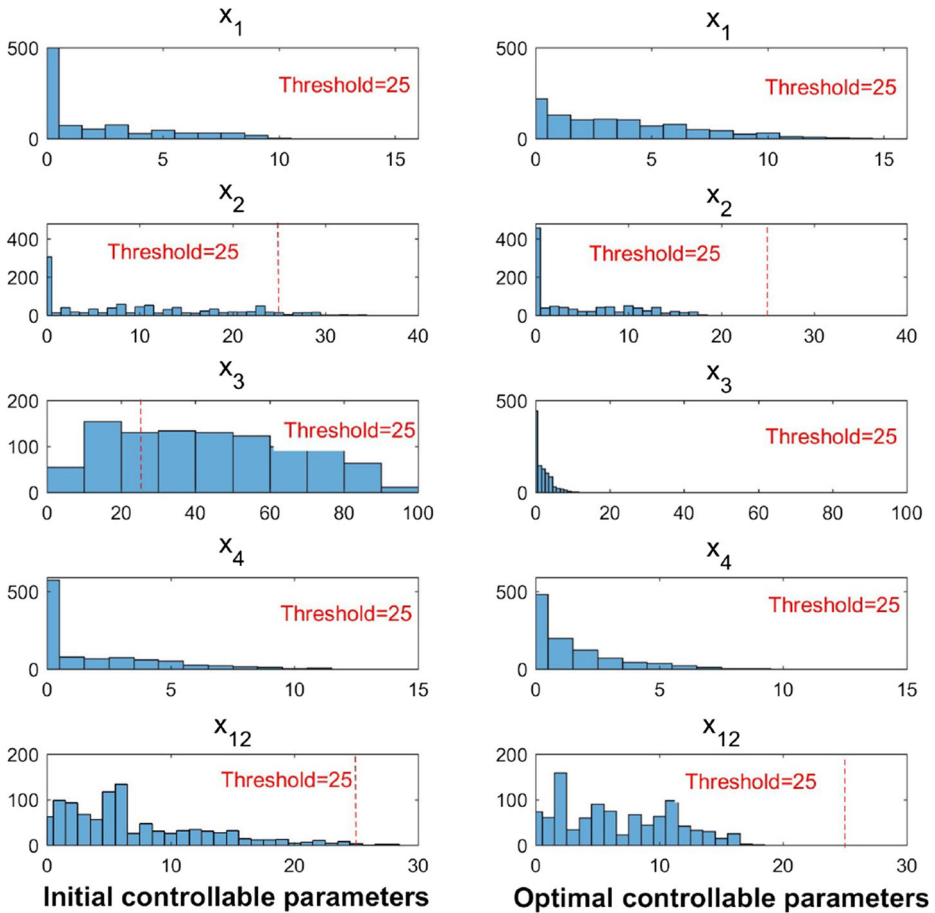 x1
x1
500
0
Threshold=25
0 5 10 15
500
0
Threshold=25
0 5 10 15
x2
x2
400
200
0
Threshold=25
0 10 20 30 40
400
200
0
Threshold=25
0 10 20 30 40
x3
x3
200
100
0
Threshold=25
0 20 40 60 80 100
500
0
Threshold=25
0 20 40 60 80 100
x4
x4
500
0
Threshold=25
0 5 10 15
500
0
Threshold=25
0 5 10 15
x12
x12
200
100
0
Threshold=25
0 10 20 30
200
100
0
Threshold=25
0 10 20 30
Initial controllable parameters
Optimal controllable parameters